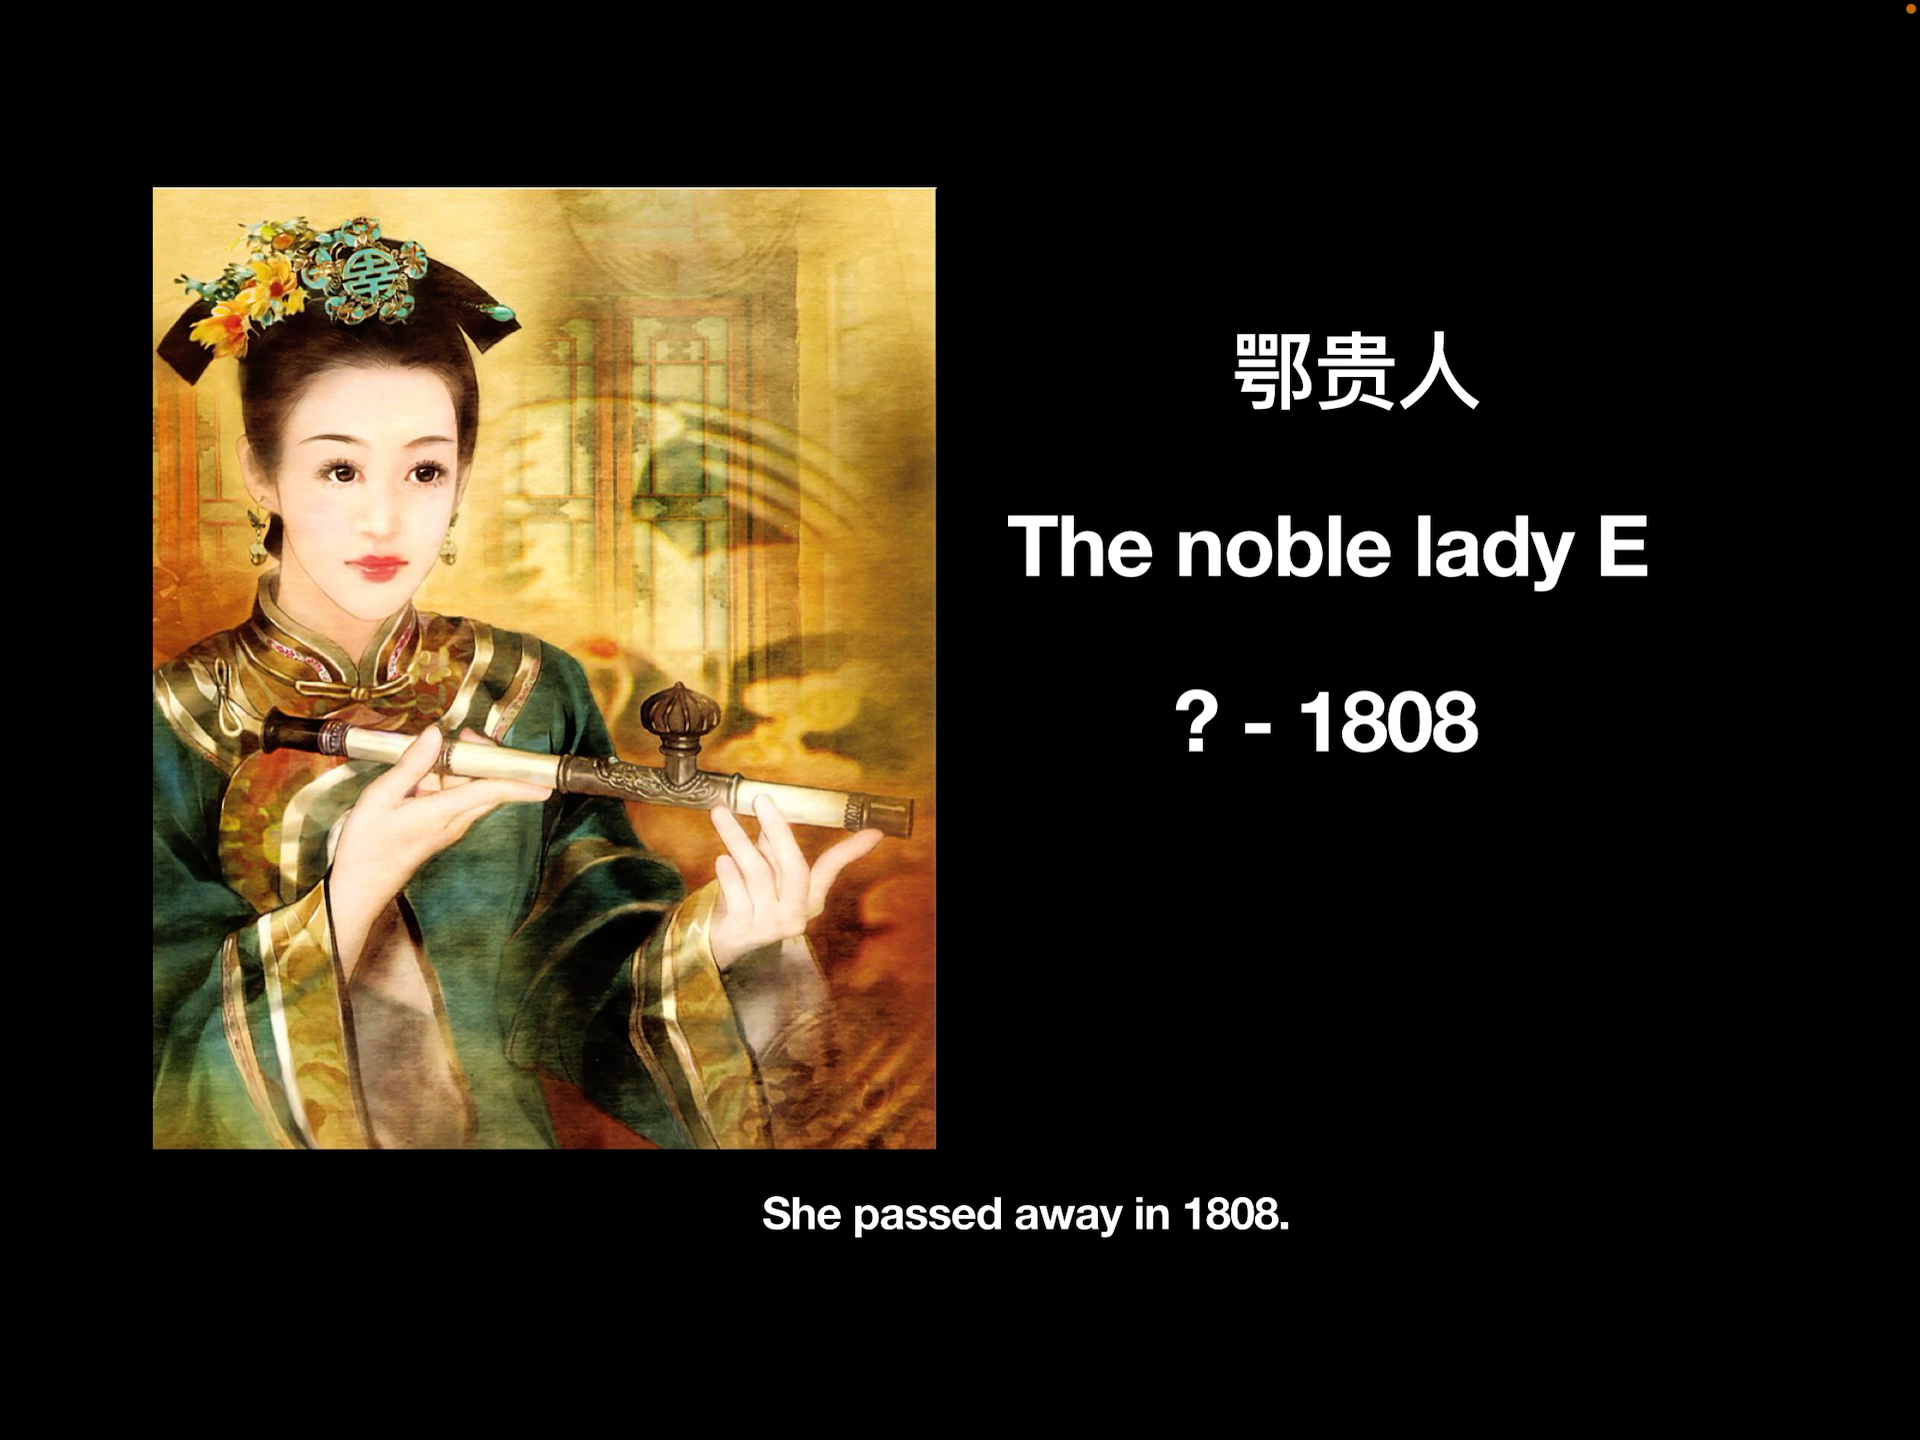 鄂贵人
The noble lady E
? - 1808
She passed away in 1808.